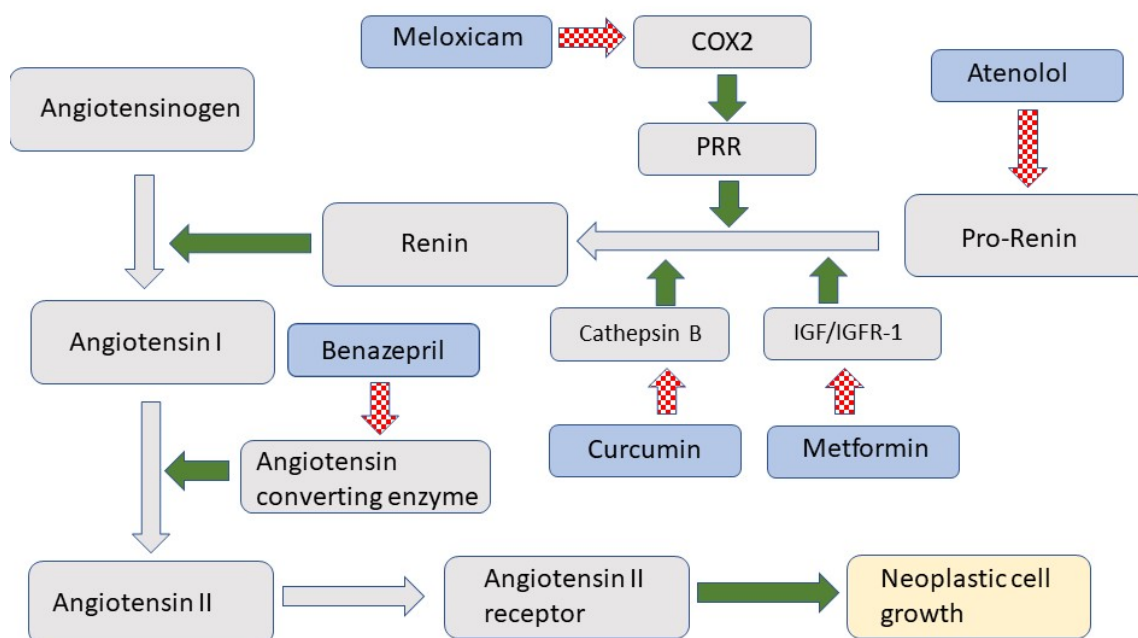 Meloxicam
COX2
Atenolol
Angiotensinogen
PRR
Renin
Pro-Renin
Angiotensin I
Benazepril
Cathepsin B
IGF/IGFR-1
Curcumin
Metformin
Angiotensin
converting enzyme
Angiotensin II
Angiotensin II
receptor
Neoplastic cell
growth